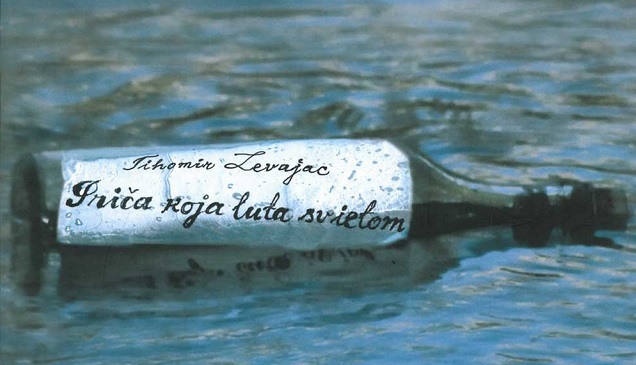 Tihomir Levajac
Priča koja luta svietom